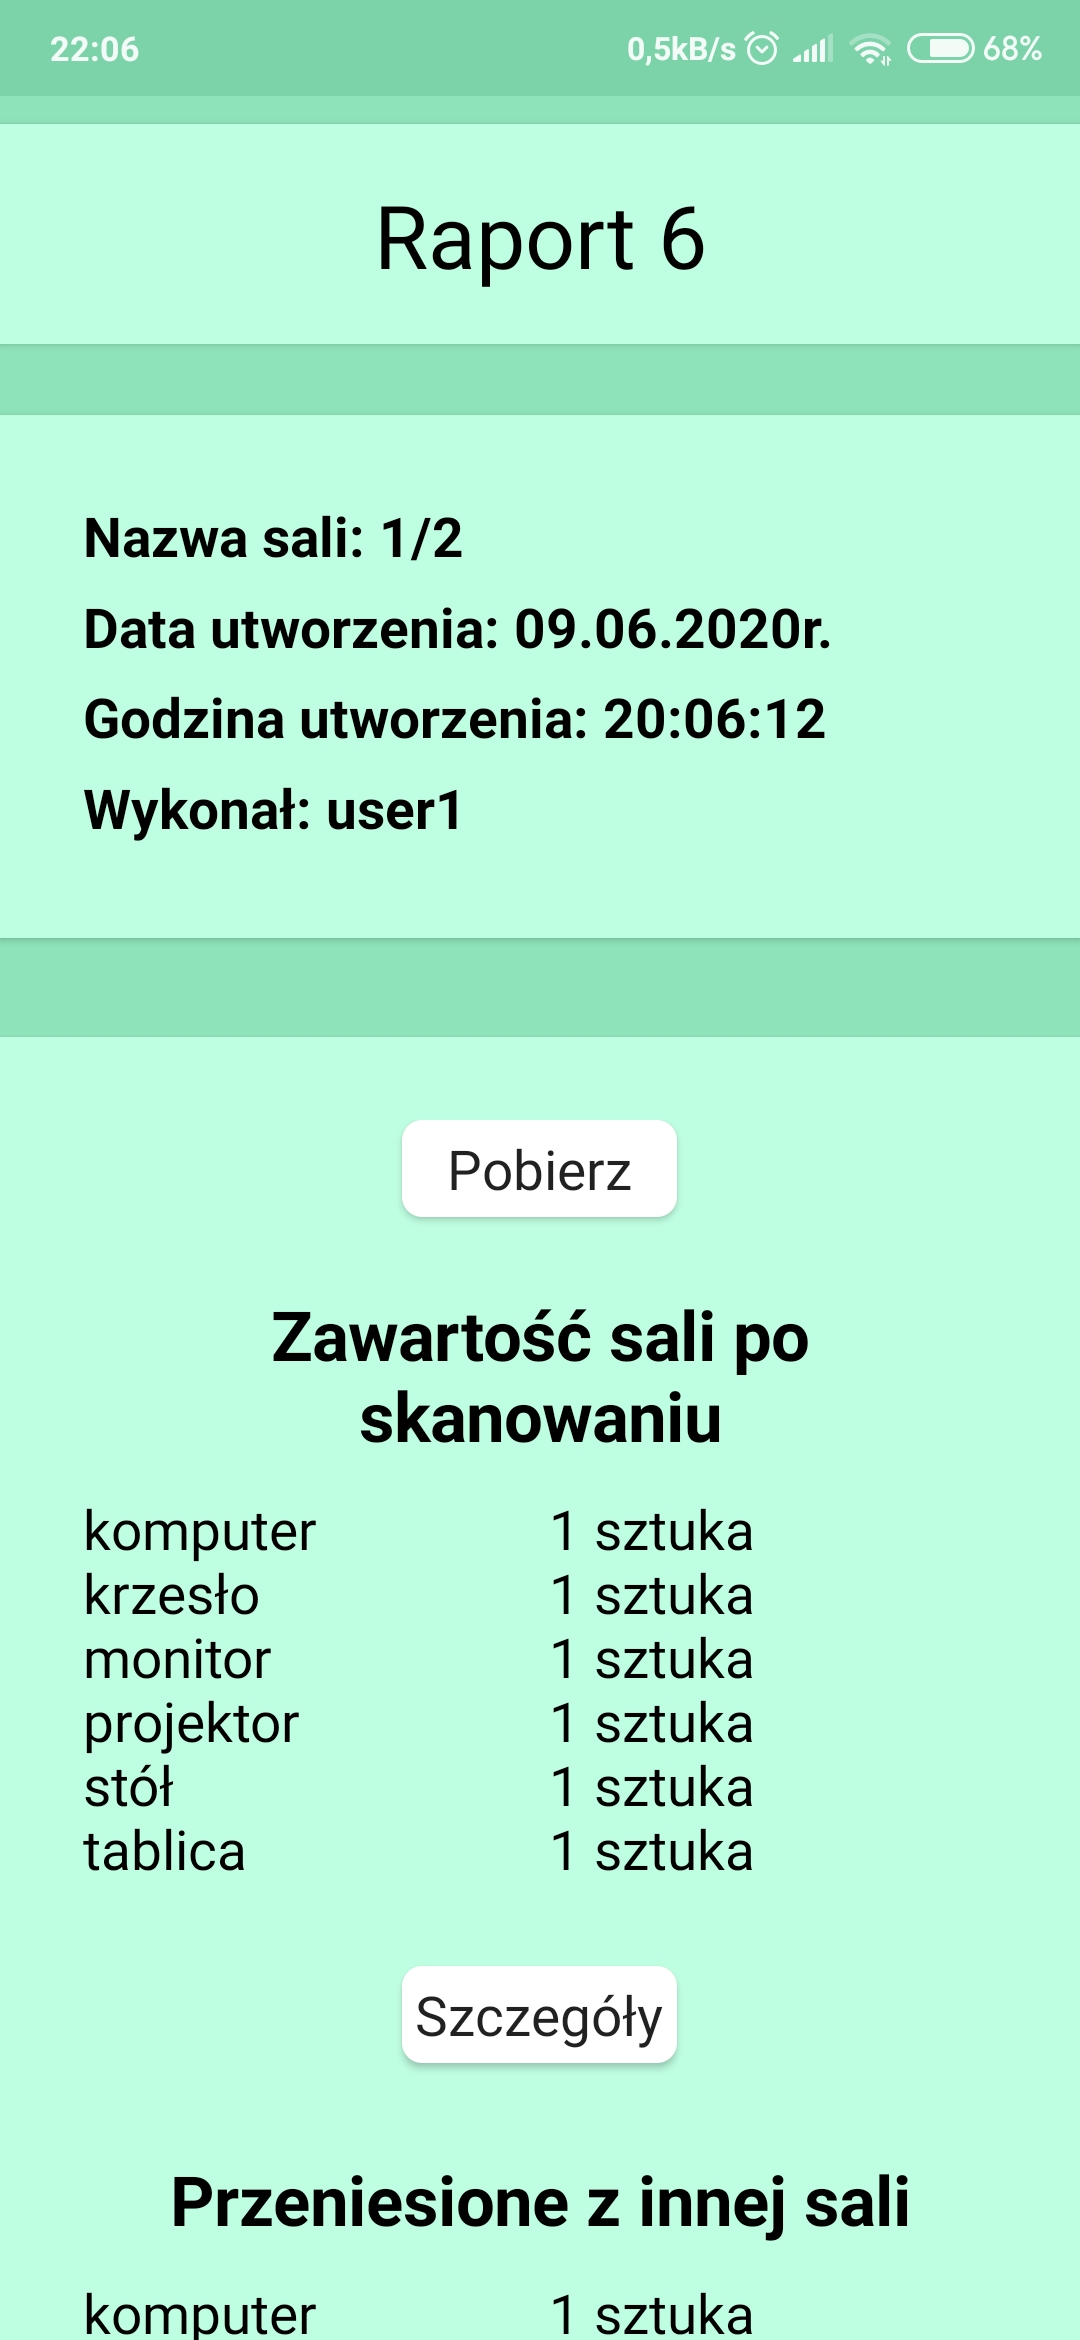 22:06 0,5kB/s 68%
Raport 6
Nazwa sali: 1/2
Data utworzenia: 09.06.2020r.
Godzina utworzenia: 20:06:12
Wykonał: user1
Pobierz
Zawartość sali po
skanowaniu
komputer 1 sztuka
krzesło 1 sztuka
monitor 1 sztuka
projektor 1 sztuka
stół 1 sztuka
tablica 1 sztuka
Szczegóły
Przeniesione z innej sali
komputer 1 sztuka